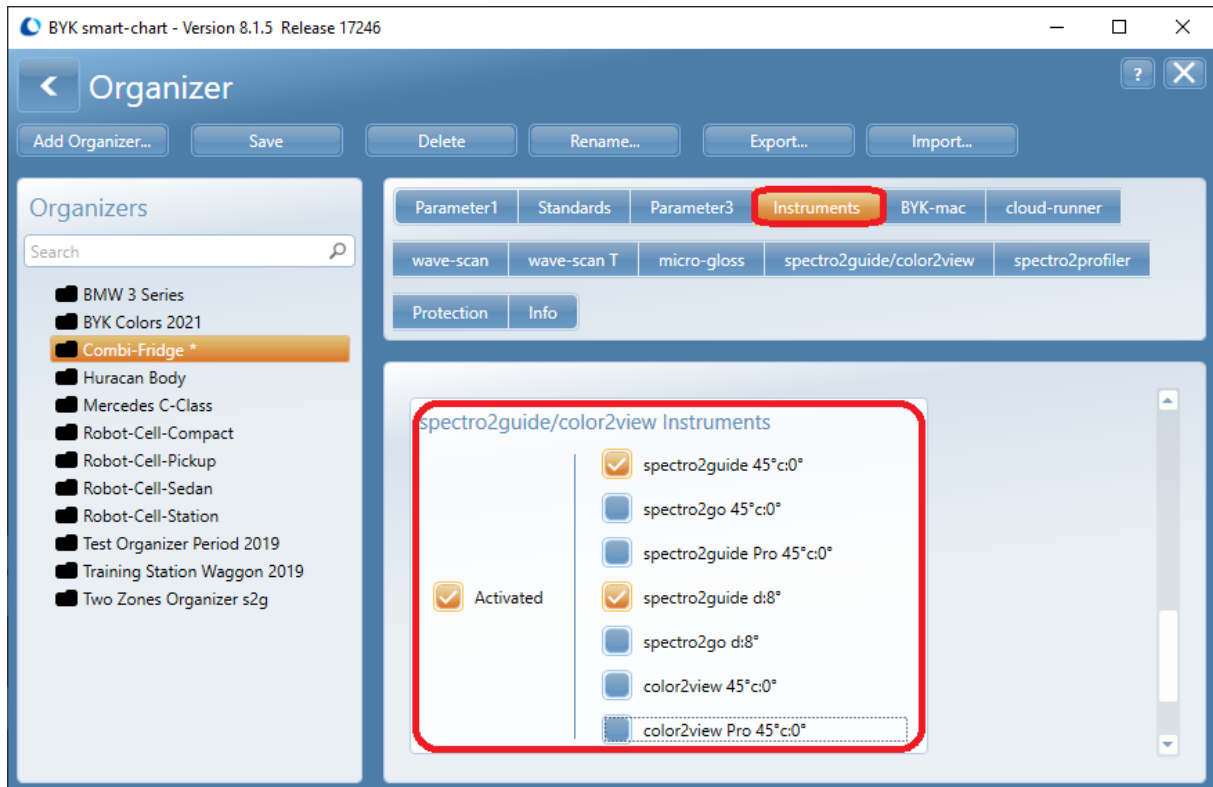 BYK smart-chart - Version 8.1.5 Release 17246
Organizer
?
Add Organizer... Save Delete Rename... Export... Import...
Organizers
Search
BMW 3 Series
BYK Colors 2021
Combi-Fridge *
Huracan Body
Mercedes C-Class
Robot-Cell-Compact
Robot-Cell-Pickup
Robot-Cell-Sedan
Robot-Cell-Station
Test Organizer Period 2019
Training Station Waggon 2019
Two Zones Organizer s2g
Parameter1 Standards Parameter3 Instruments BYK-mac cloud-runner
wave-scan wave-scan T micro-gloss spectro2guide/color2view spectro2profiler
Protection Info
spectro2guide/color2view Instruments
Activated
spectro2guide 45°c:0°
spectro2go 45°c:0°
spectro2guide Pro 45°c:0°
spectro2guide d:8°
spectro2go d:8°
color2view 45°c:0°
color2view Pro 45°c:0°